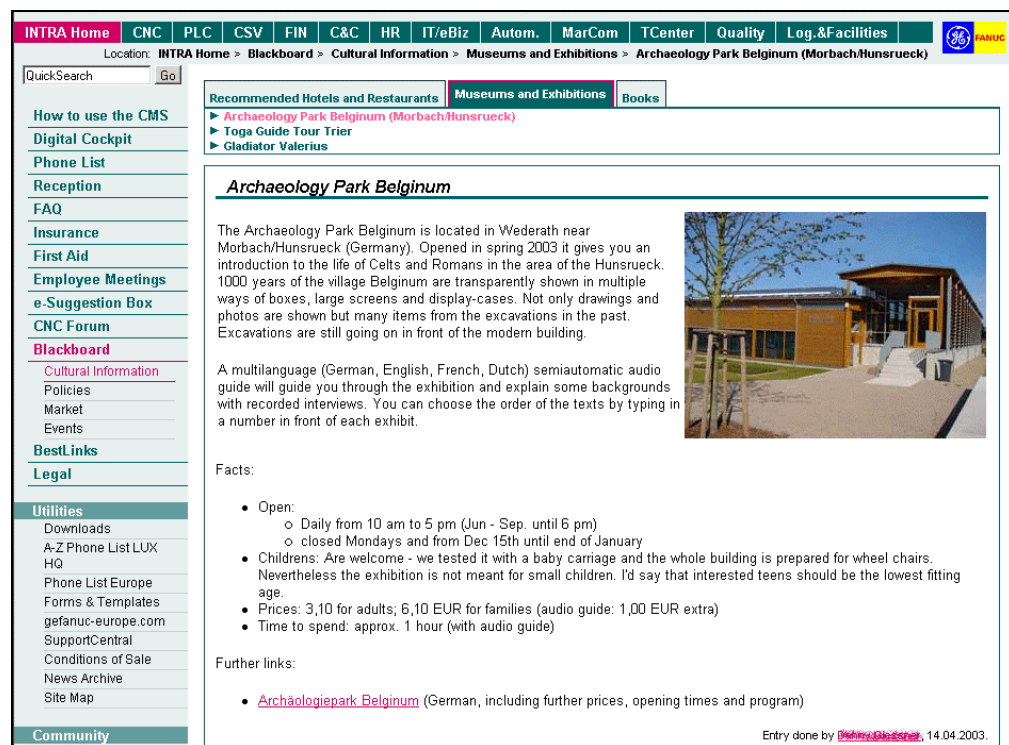 INTRA Home CNC PLC CSV FIN C&C HR IT/eBiz Autom. MarCom TCenter Quality Log.&Facilities
FANUC
Location: INTRA Home > Blackboard > Cultural Information > Museums and Exhibitions > Archaeology Park Belginum (Morbach/Hunsrueck)
QuickSearch Go
How to use the CMS
Digital Cockpit
Phone List
Reception
FAQ
Insurance
First Aid
Employee Meetings
e-Suggestion Box
CNC Forum
Blackboard
Cultural Information
Policies
Market
Events
BestLinks
Legal
Utilities
Downloads
A-Z Phone List LUX
HQ
Phone List Europe
Forms & Templates
gefanuc-europe.com
SupportCentral
Conditions of Sale
News Archive
Site Map
Community
Recommended Hotels and Restaurants Museums and Exhibitions Books
Archaeology Park Belginum (Morbach/Hunsrueck)
Toga Guide Tour Trier
Gladiator Valerius
Archaeology Park Belginum
The Archaeology Park Belginum is located in Wederath near
Morbach/Hunsrueck (Germany). Opened in spring 2003 it gives you an
introduction to the life of Celts and Romans in the area of the Hunsrueck.
1000 years of the village Belginum are transparently shown in multiple
ways of boxes, large screens and display-cases. Not only drawings and
photos are shown but many items from the excavations in the past.
Excavations are still going on in front of the modern building.
A multilanguage (German, English, French, Dutch) semiautomatic audio
guide will guide you through the exhibition and explain some backgrounds
with recorded interviews. You can choose the order of the texts by typing in
a number in front of each exhibit.
Facts:
Open:
Daily from 10 am to 5 pm (Jun - Sep. until 6 pm)
closed Mondays and from Dec 15th until end of January
Childrens: Are welcome - we tested it with a baby carriage and the whole building is prepared for wheel chairs.
Nevertheless the exhibition is not meant for small children. I'd say that interested teens should be the lowest fitting
age.
Prices: 3,10 for adults; 6,10 EUR for families (audio guide: 1,00 EUR extra)
Time to spend: approx. 1 hour (with audio guide)
Further links:
Archäologiepark Belginum (German, including further prices, opening times and program)
Entry done by , 14.04.2003.